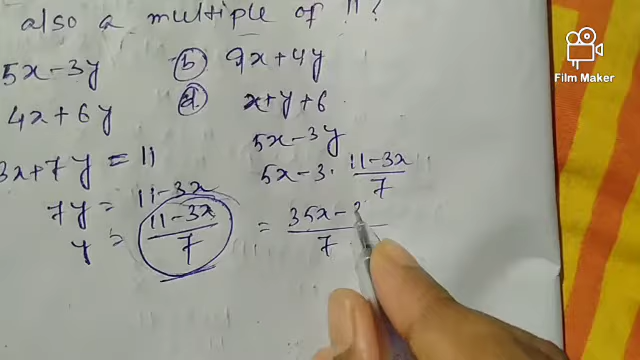 also a multiple of 11?
5x-3y (b) 9x+4y
4x+6y (d) x+y+6
3x+7y = 11
7y = 11-3x
y = 11-3x / 7
5x-3y
5x-3. 11-3x / 7
= 35x-3 / 7
Film Maker